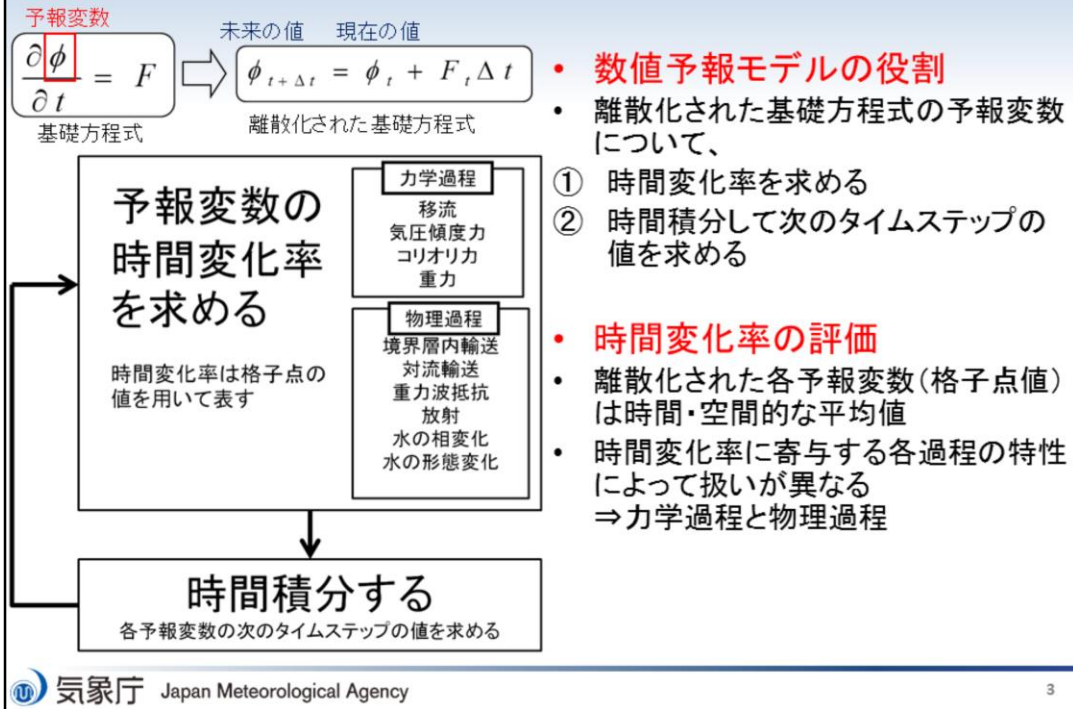 予報変数
∂φ/∂t = F
基礎方程式
未来の値 現在の値
φ t+Δt = φ t + F t Δt
離散化された基礎方程式
予報変数の
時間変化率
を求める
時間変化率は格子点の
値を用いて表す
力学過程
移流
気圧傾度力
コリオリ力
重力
物理過程
境界層内輸送
対流輸送
重力波抵抗
放射
水の相変化
水の形態変化
時間積分する
各予報変数の次のタイムステップの値を求める
• 数値予報モデルの役割
• 離散化された基礎方程式の予報変数
について、
① 時間変化率を求める
② 時間積分して次のタイムステップの
値を求める
• 時間変化率の評価
• 離散化された各予報変数(格子点値)
は時間・空間的な平均値
• 時間変化率に寄与する各過程の特性
によって扱いが異なる
⇒力学過程と物理過程
気象庁 Japan Meteorological Agency
3